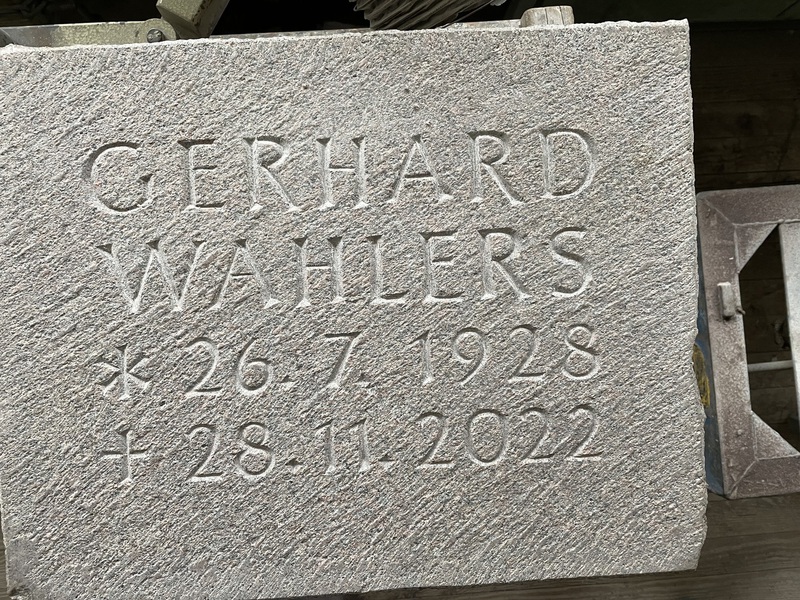 GERHARD
WAHLERS
* 26. 7. 1928
+ 28. 11. 2022